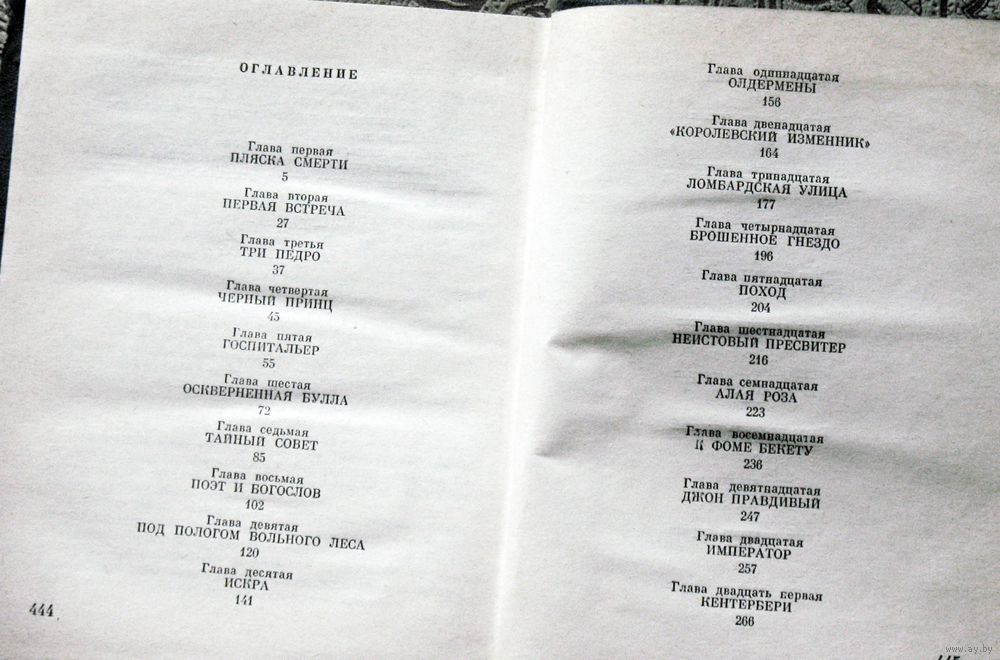 ОГЛАВЛЕНИЕ
Глава первая
ПЛЯСКА СМЕРТИ
5
Глава вторая
ПЕРВАЯ ВСТРЕЧА
27
Глава третья
ТРИ ПЕДРО
37
Глава четвертая
ЧЕРНЫЙ ПРИНЦ
45
Глава пятая
ГОСПИТАЛЬЕР
55
Глава шестая
ОСКВЕРНЕННАЯ БУЛЛА
72
Глава седьмая
ТАЙНЫЙ СОВЕТ
85
Глава восьмая
ПОЭТ И БОГОСЛОВ
102
Глава девятая
ПОД ПОЛОГОМ ВОЛЬНОГО ЛЕСА
120
Глава десятая
ИСКРА
141
444
Глава одиннадцатая
ОЛДЕРМЕНЫ
156
Глава двенадцатая
«КОРОЛЕВСКИЙ ИЗМЕННИК»
164
Глава тринадцатая
ЛОМБАРДСКАЯ УЛИЦА
177
Глава четырнадцатая
БРОШЕННОЕ ГНЕЗДО
196
Глава пятнадцатая
ПОХОД
204
Глава шестнадцатая
НЕИСТОВЫЙ ПРЕСВИТЕР
216
Глава семнадцатая
АЛАЯ РОЗА
223
Глава восемнадцатая
К ФОМЕ БЕКЕТУ
236
Глава девятнадцатая
ДЖОН ПРАВДИВЫЙ
247
Глава двадцатая
ИМПЕРАТОР
257
Глава двадцать первая
КЕНТЕРБЕРИ
266
www.ay.by